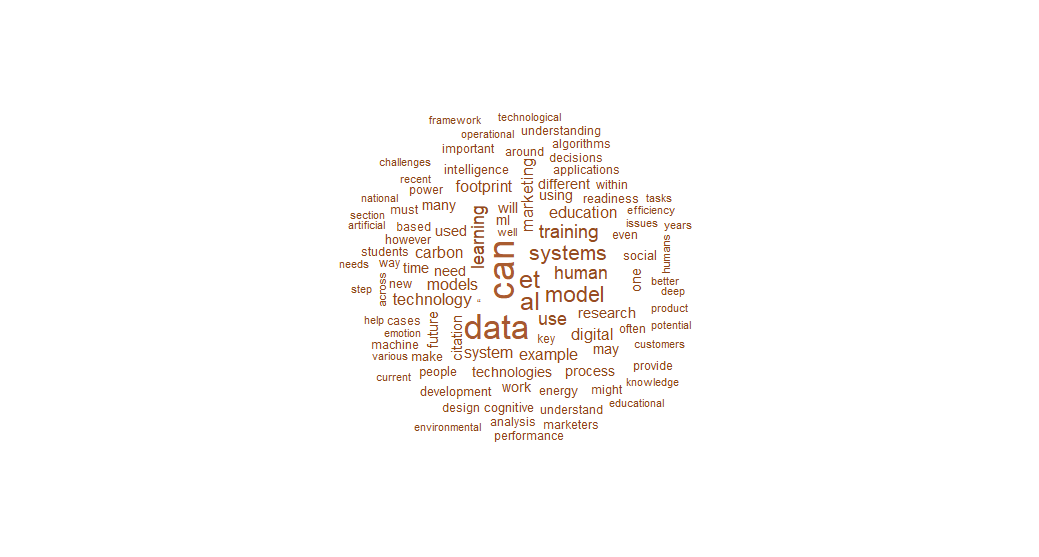 framework technological
operational understanding
important around algorithms
challenges decisions
intelligence applications
recent marketing
power footprint different within
national many using readiness tasks
section must learning will education efficiency
artificial based used ml training issues years
however well even
students carbon can systems social humans
needs way time need et human one
step across new models al model better
technology deep
data use research product
help cases future citation digital often potential
emotion key
machine system example may customers
various make
current people technologies process provide
development work energy might knowledge
design cognitive understand educational
environmental analysis marketers
performance